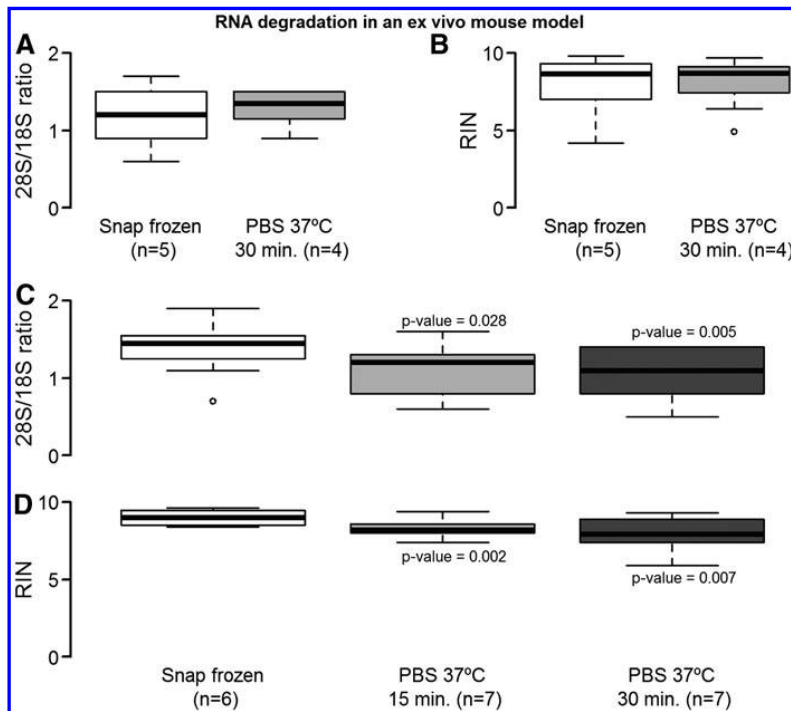 RNA degradation in an ex vivo mouse model
A
28S/18S ratio
2
1
0
Snap frozen
(n=5)
PBS 37ºC
30 min. (n=4)
B
RIN
10
5
0
Snap frozen
(n=5)
PBS 37ºC
30 min. (n=4)
C
28S/18S ratio
2
1
0
p-value = 0.028
p-value = 0.005
D
RIN
10
5
0
p-value = 0.002
p-value = 0.007
Snap frozen
(n=6)
PBS 37ºC
15 min. (n=7)
PBS 37ºC
30 min. (n=7)